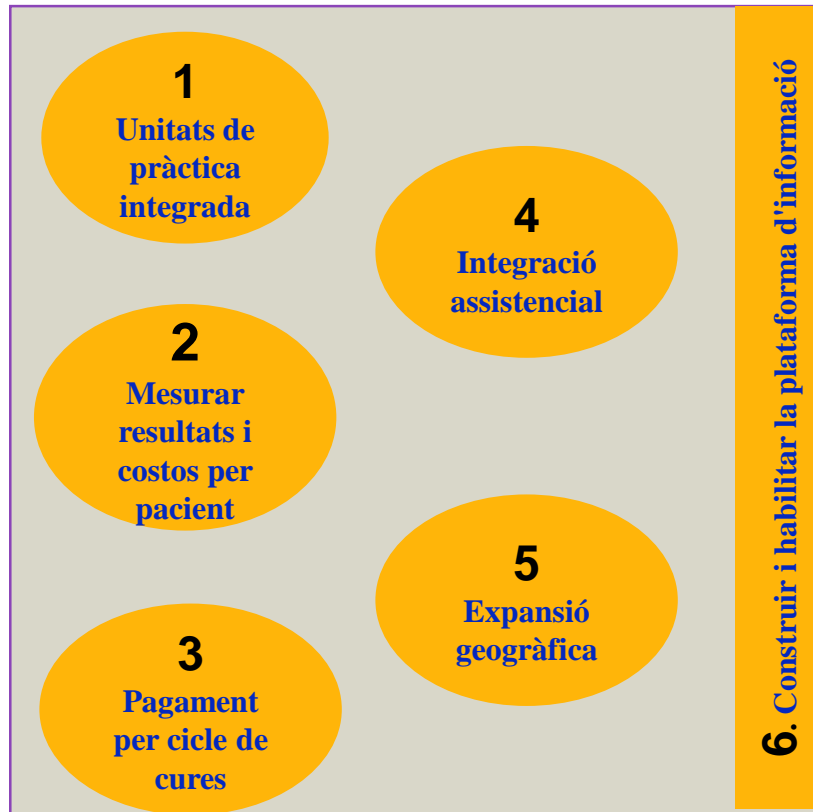 1
Unitats de
pràctica
integrada
2
Mesurar
resultats i
costos per
pacient
3
Pagament
per cicle de
cures
4
Integració
assistencial
5
Expansió
geogràfica
6. Construir i habilitar la plataforma d'informació